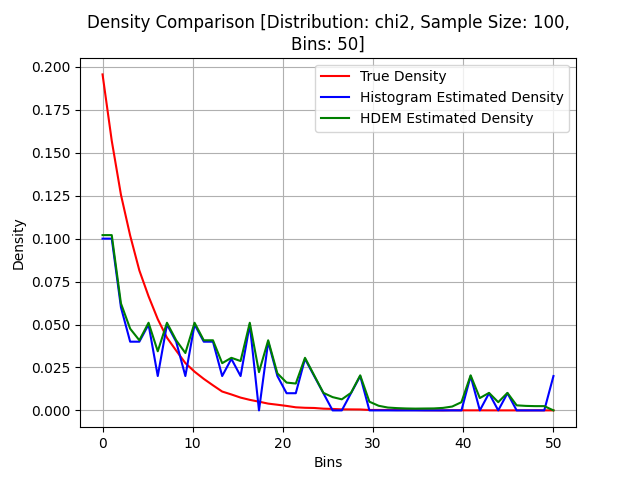 Density Comparison [Distribution: chi2, Sample Size: 100,
Bins: 50]
True Density
Histogram Estimated Density
HDEM Estimated Density
Density
0.200
0.175
0.150
0.125
0.100
0.075
0.050
0.025
0.000
0 10 20 30 40 50
Bins